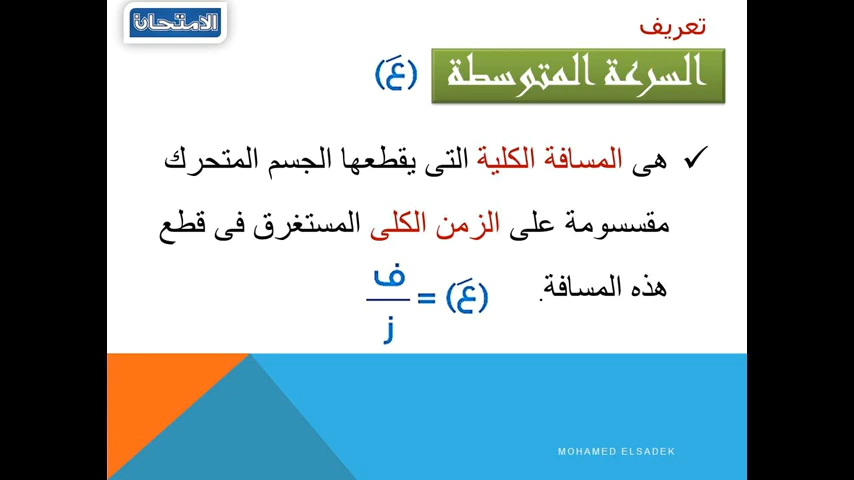 الامتحان
تعريف
السرعة المتوسطة (عَ)
✓ هى المسافة الكلية التى يقطعها الجسم المتحرك
مقسسومة على الزمن الكلى المستغرق فى قطع
هذه المسافة.
(عَ) = ف
ز
MOHAMED ELSADEK